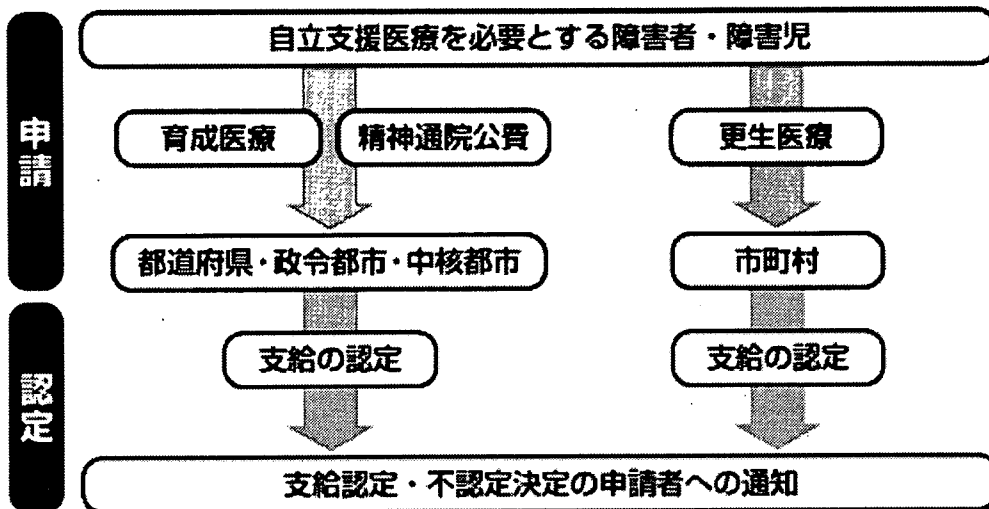 申請
自立支援医療を必要とする障害者・障害児
育成医療
精神通院公費
更生医療
都道府県・政令都市・中核都市
市町村
認定
支給の認定
支給の認定
支給認定・不認定決定の申請者への通知